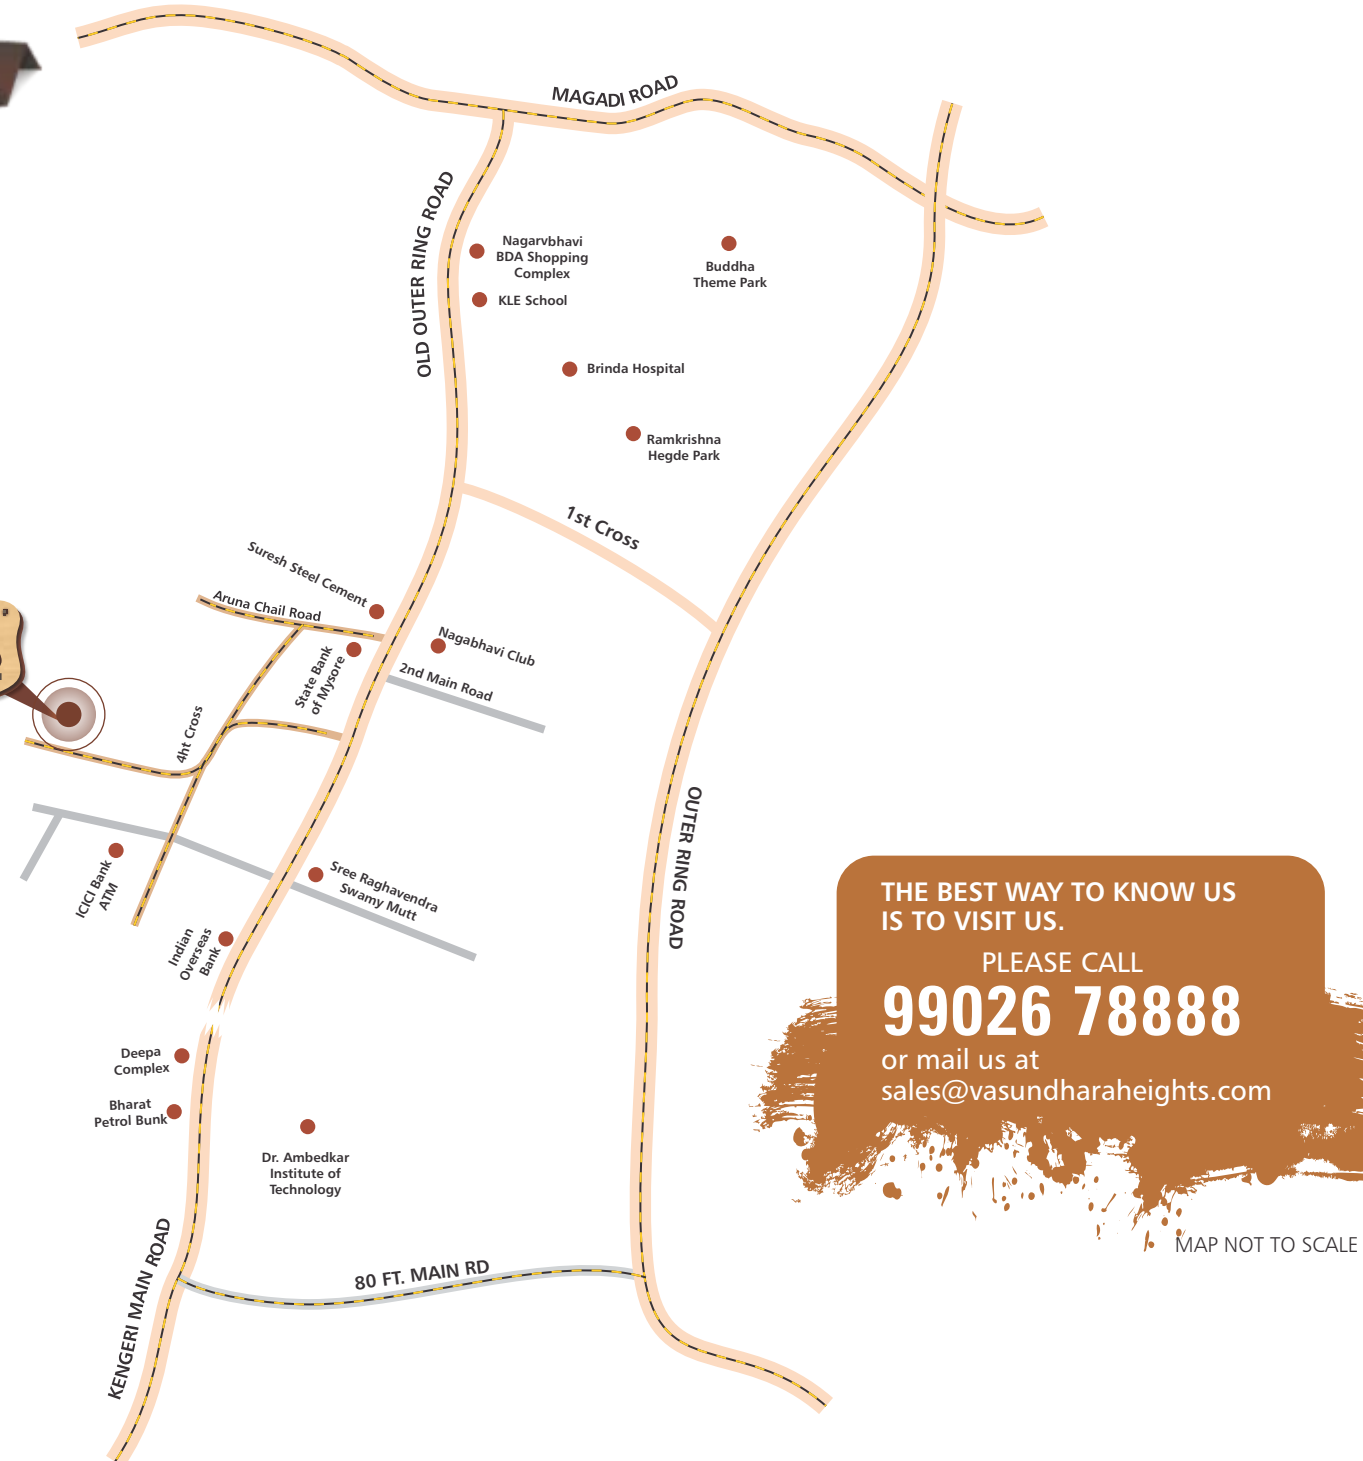 MAGADI ROAD
OLD OUTER RING ROAD
Nagarvbhavi
BDA Shopping
Complex
KLE School
Buddha
Theme Park
Brinda Hospital
Ramkrishna
Hegde Park
1st Cross
Suresh Steel Cement
Aruna Chail Road
State Bank
of Mysore
Nagabhavi Club
2nd Main Road
4ht Cross
OUTER RING ROAD
ICICI Bank
ATM
Sree Raghavendra
Swamy Mutt
Indian
Overseas
Bank
THE BEST WAY TO KNOW US
IS TO VISIT US.
PLEASE CALL
99026 78888
or mail us at
sales@vasundharaheights.com
Deepa
Complex
Bharat
Petrol Bunk
Dr. Ambedkar
Institute of
Technology
KENGERI MAIN ROAD
80 FT. MAIN RD
MAP NOT TO SCALE